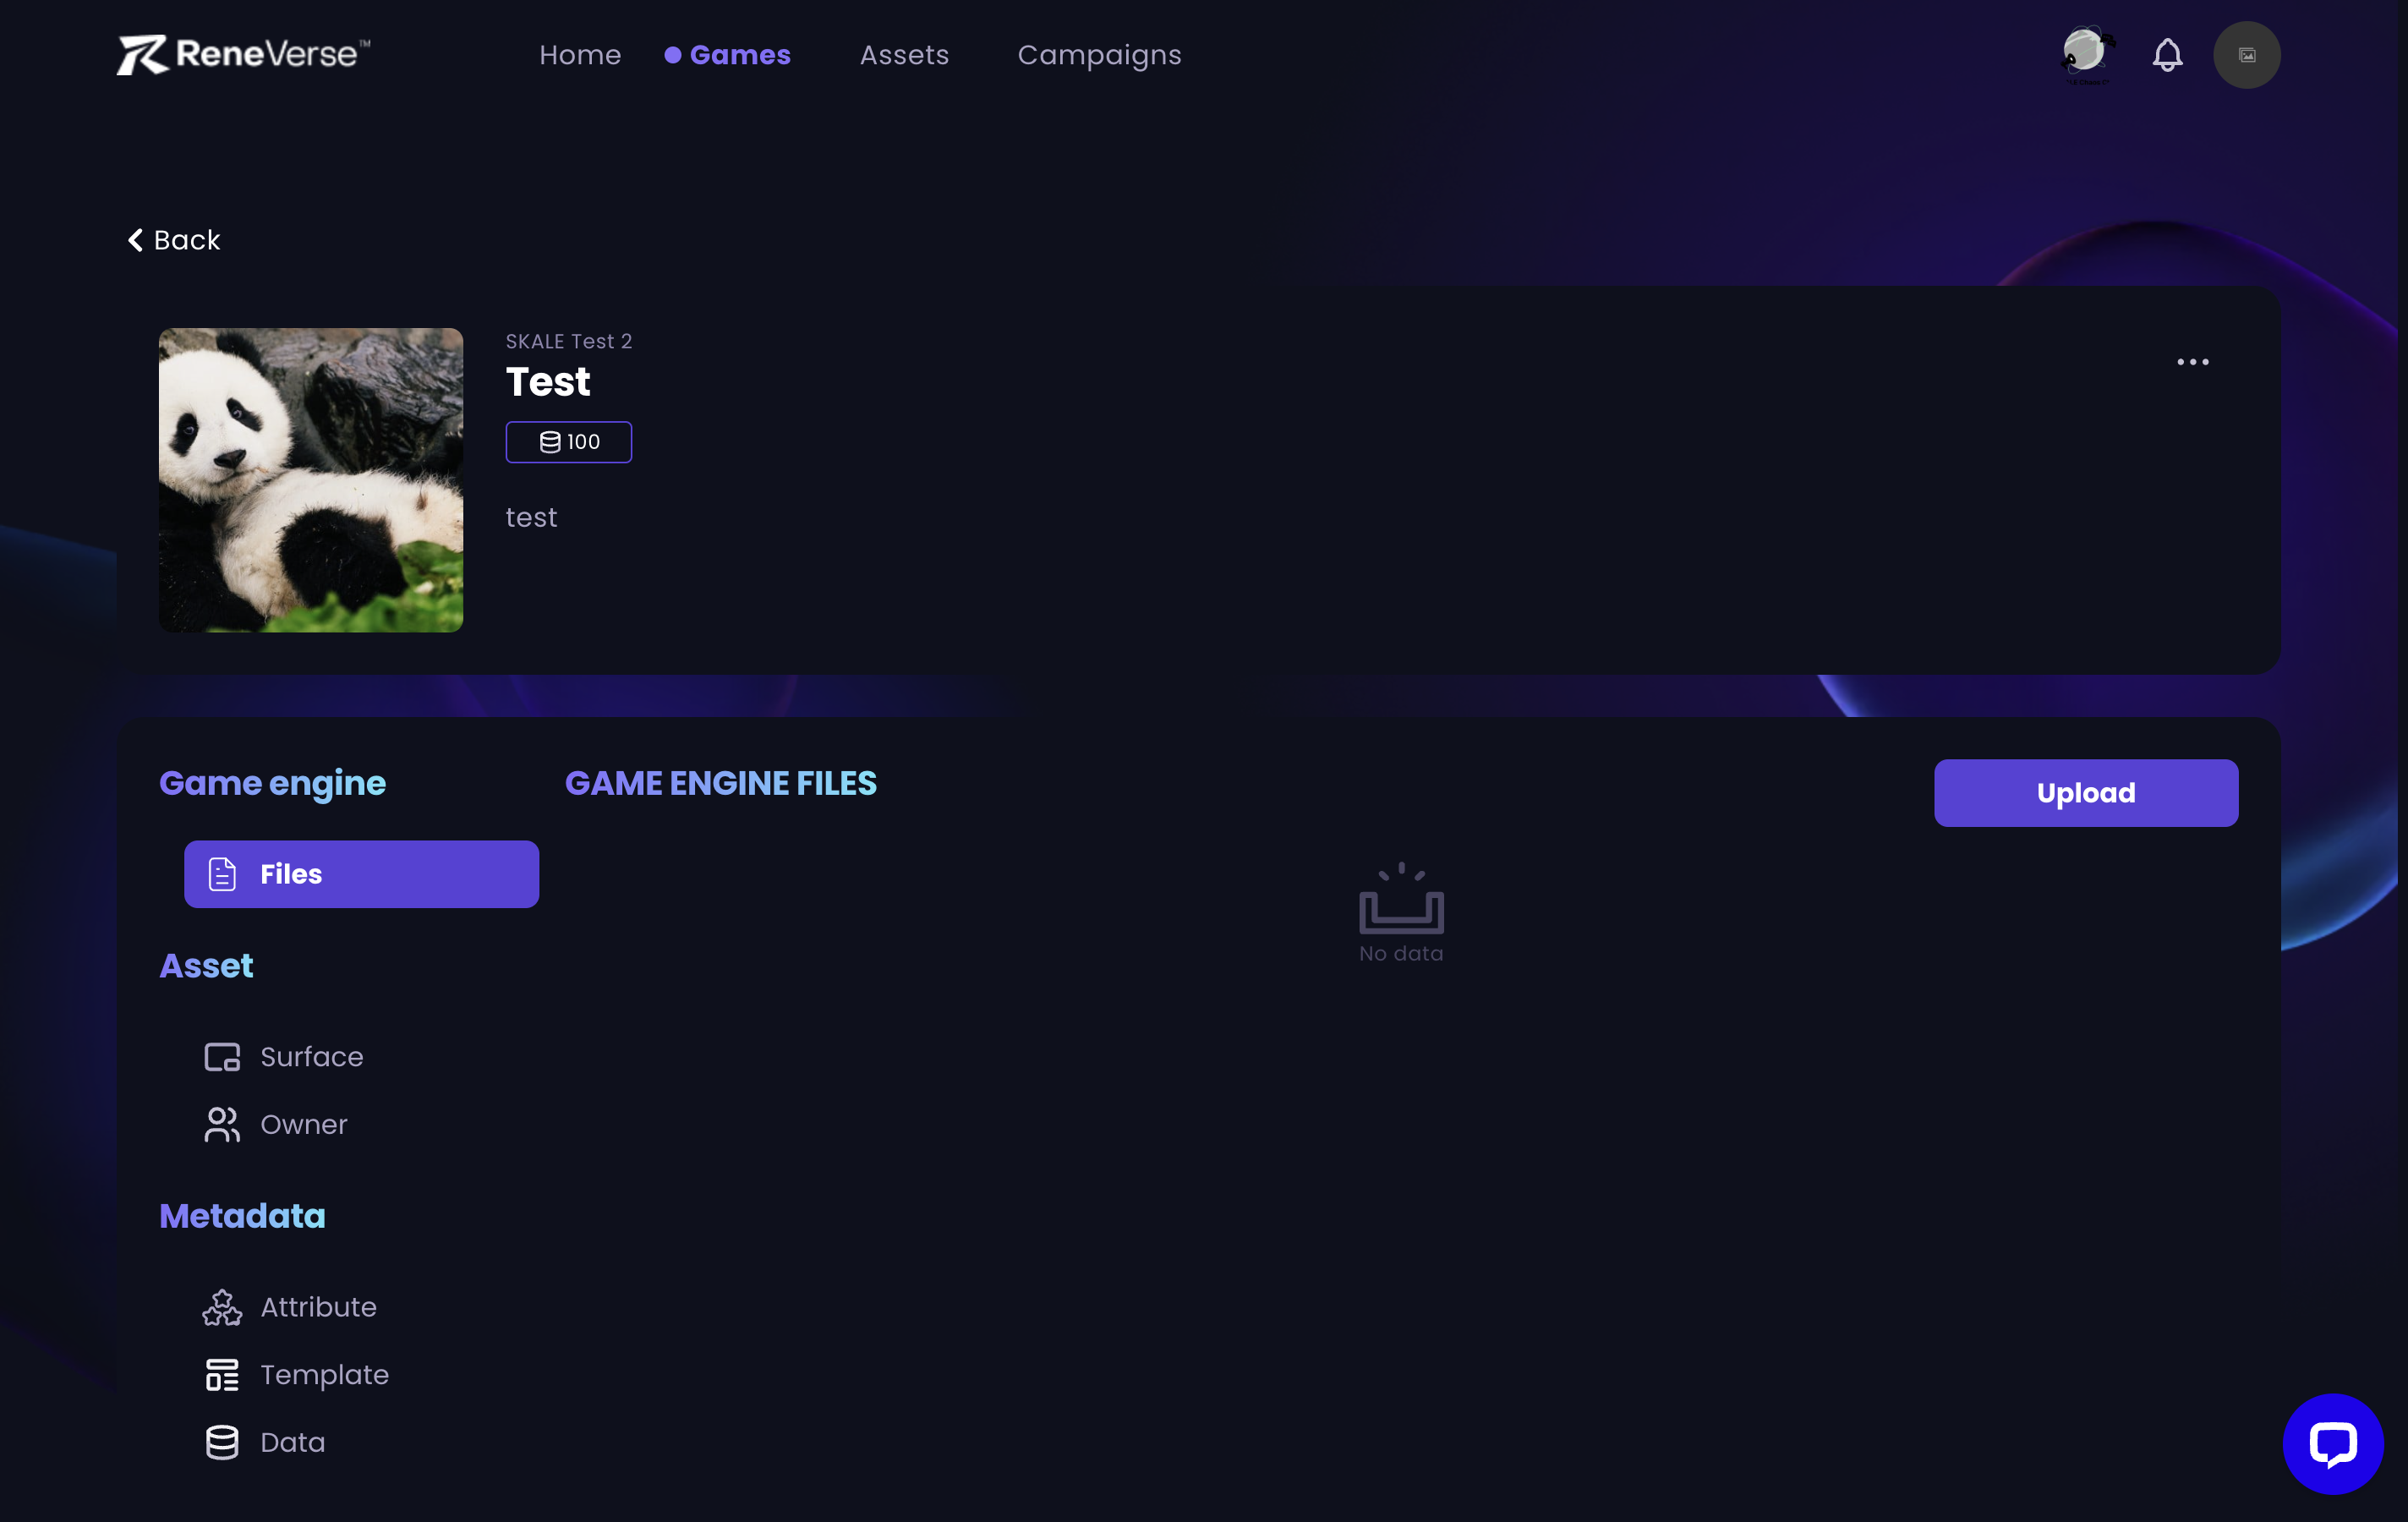 ReneVerse™
Home
Games
Assets
Campaigns
Back
SKALE Test 2
Test
100
test
Game engine
GAME ENGINE FILES
Upload
Files
No data
Asset
Surface
Owner
Metadata
Attribute
Template
Data